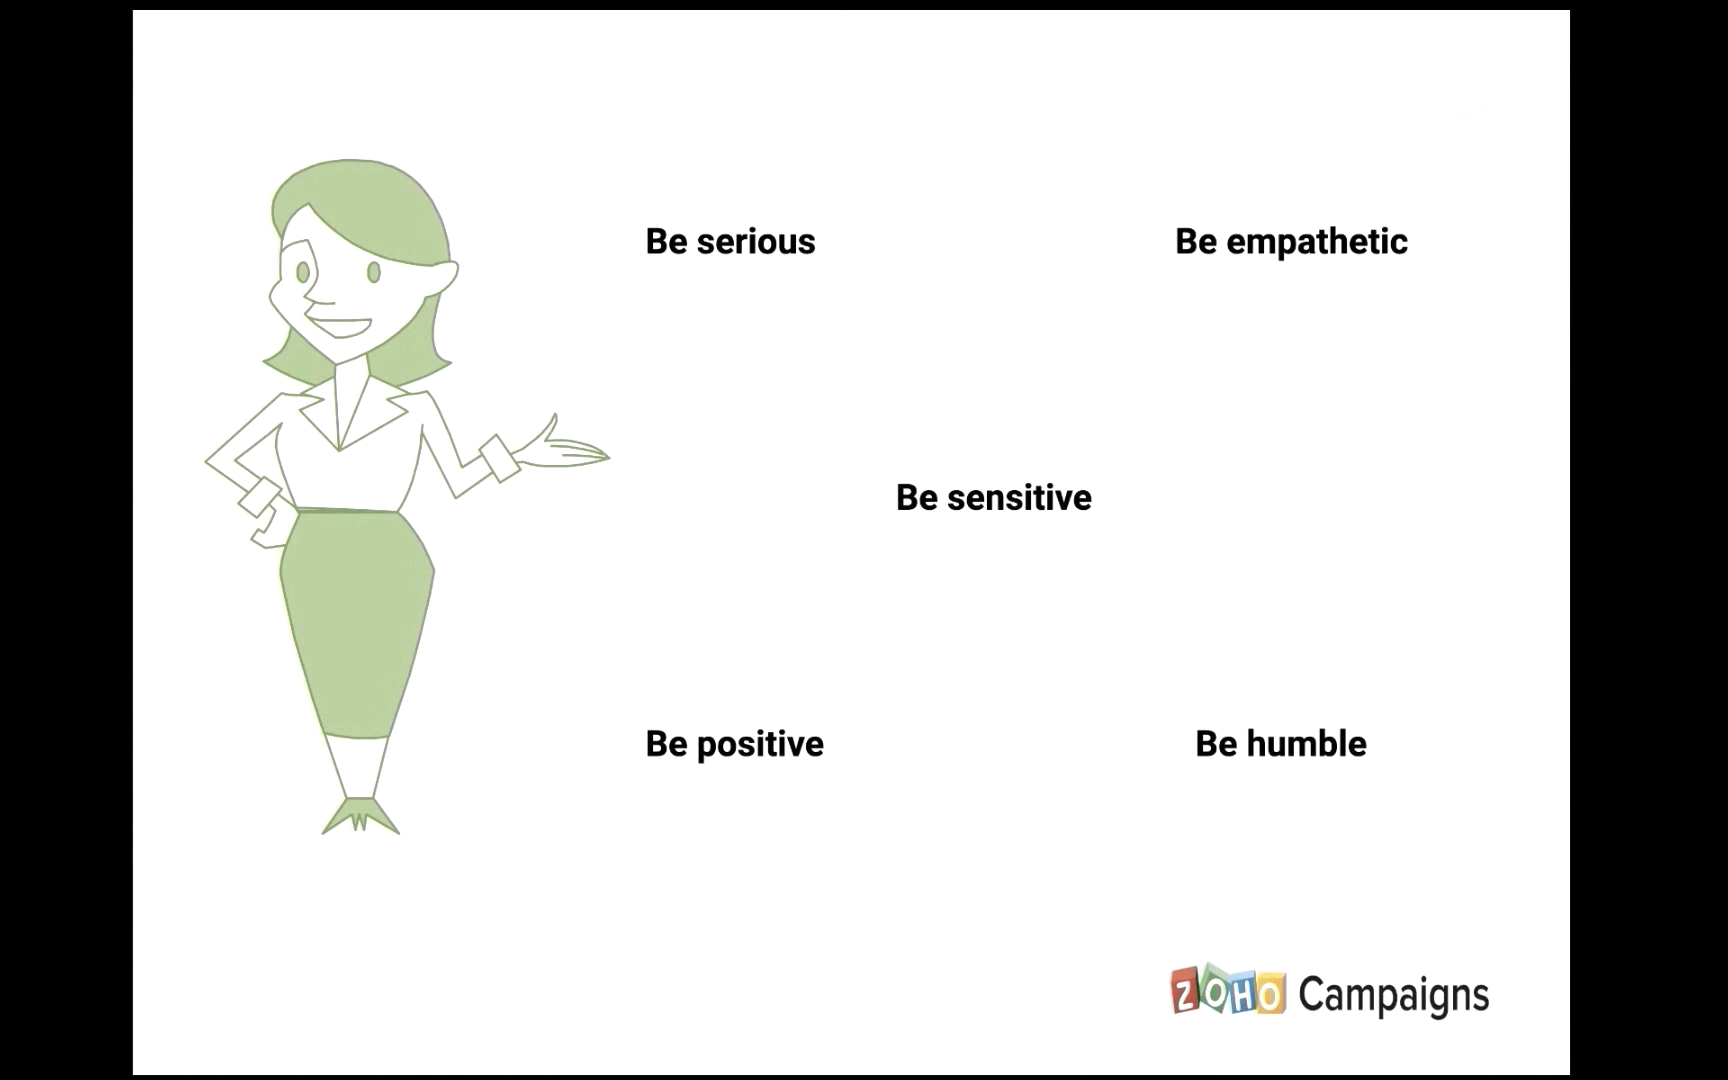 Be serious
Be empathetic
Be sensitive
Be positive
Be humble
ZOHO Campaigns